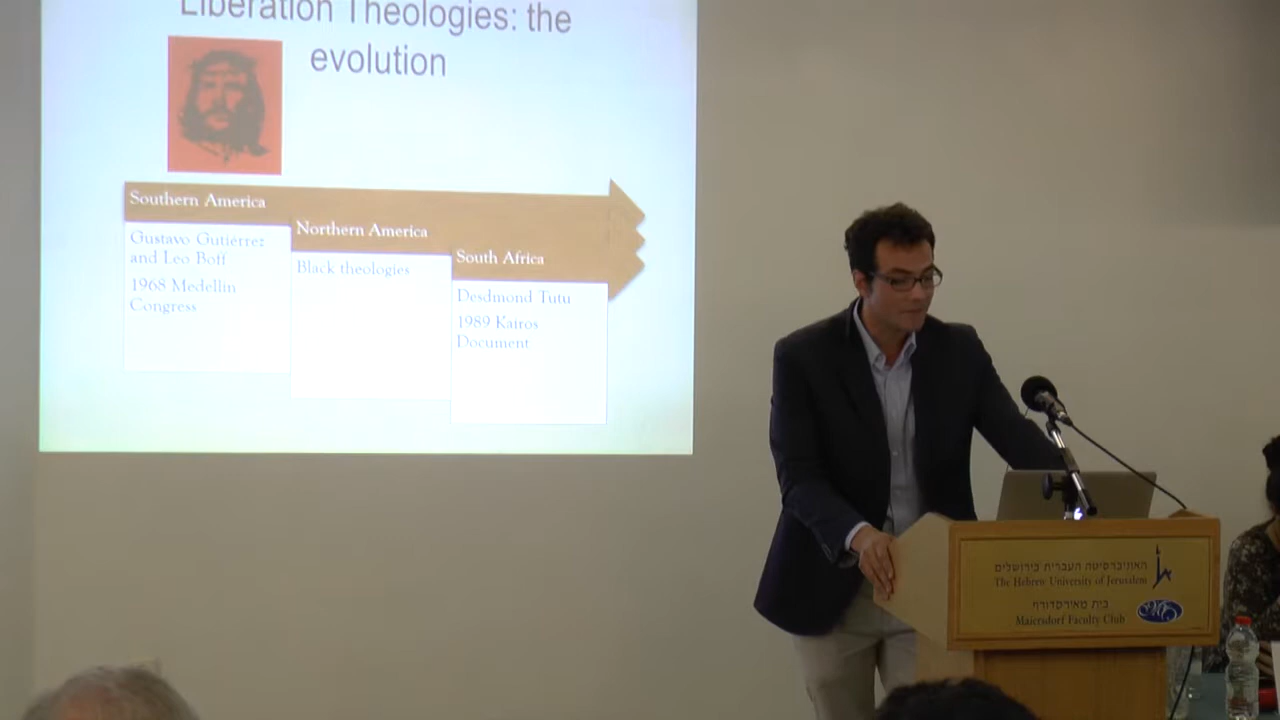 Liberation Theologies: the
evolution
Southern America
Gustavo Gutierrez
and Leo Boff
1968 Medellin
Congress
Northern America
Black theologies
South Africa
Desdmond Tutu
1989 Kairos
Document
האוניברסיטה העברית בירושלים
The Hebrew University of Jerusalem
בית מאירסדורף
Maiersdorf Faculty Club